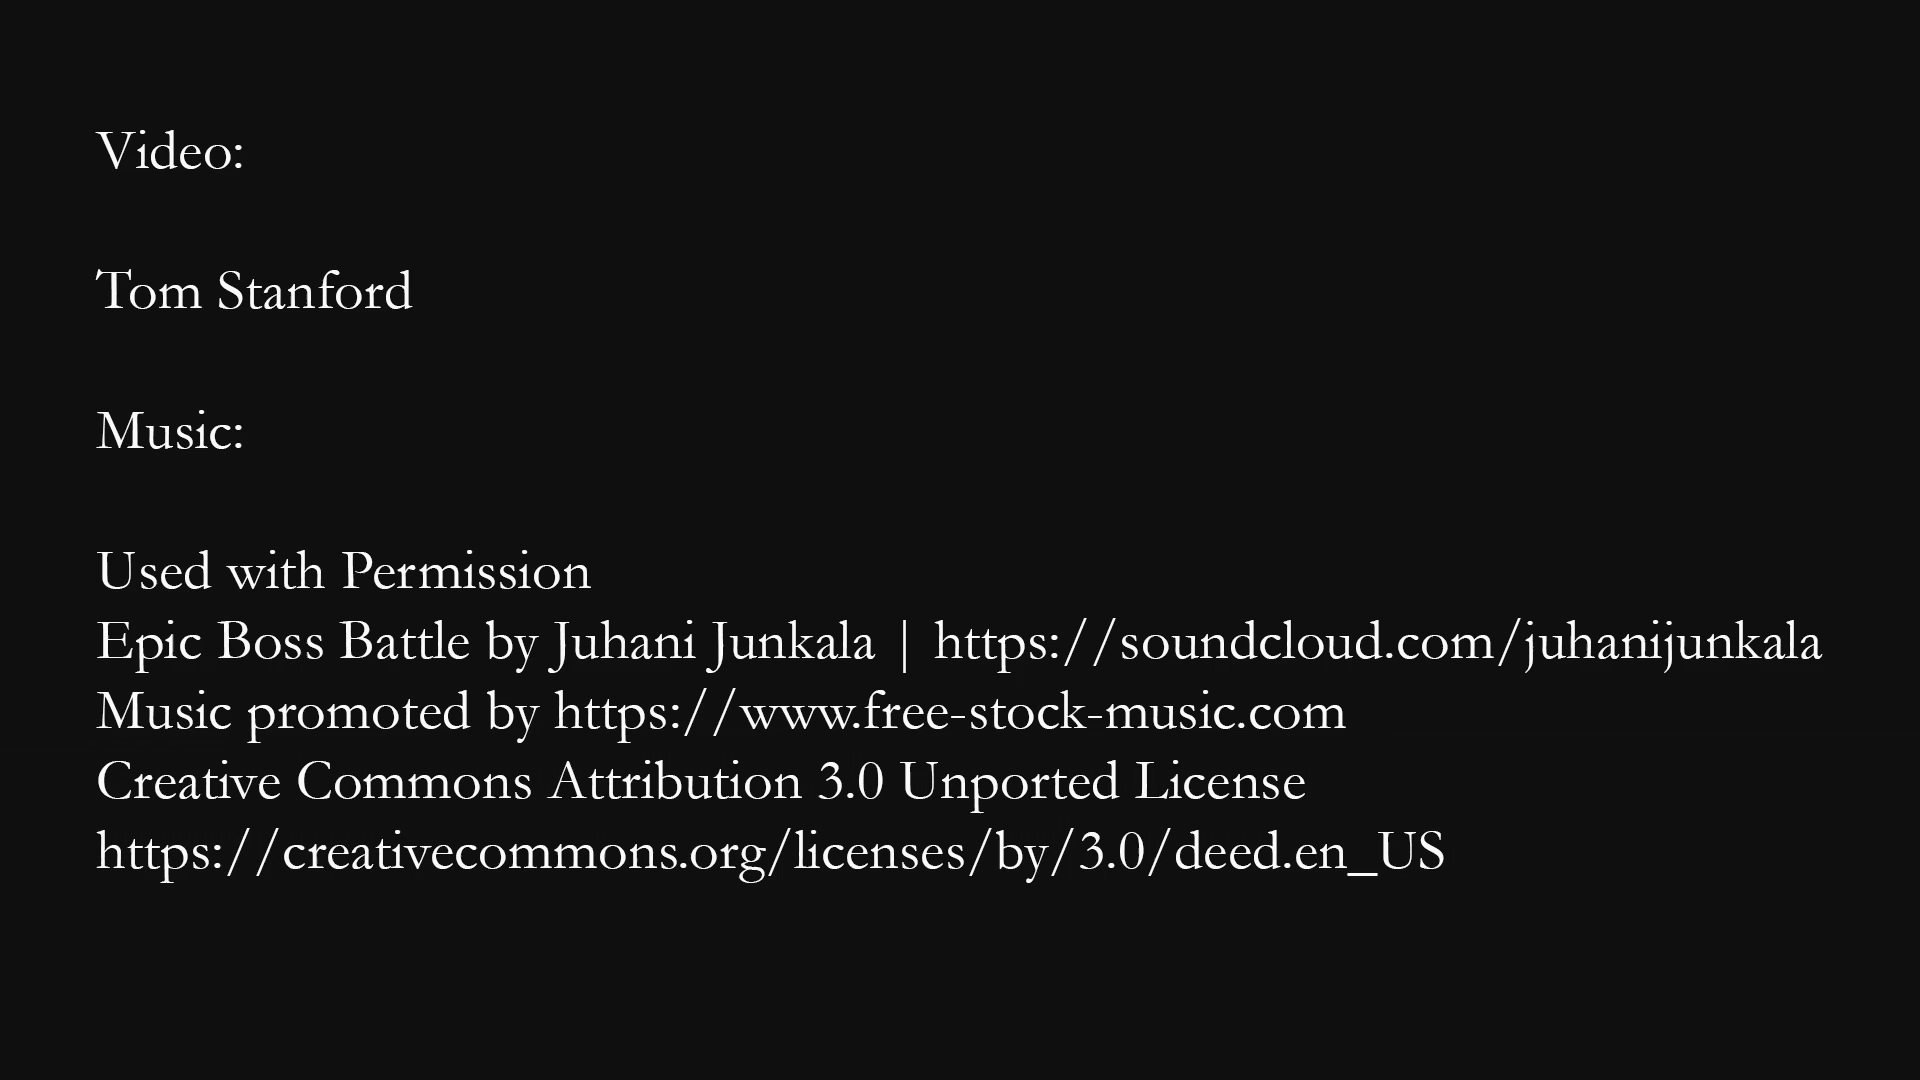 Video:
Tom Stanford
Music:
Used with Permission
Epic Boss Battle by Juhani Junkala | https://soundcloud.com/juhanijunkala
Music promoted by https://www.free-stock-music.com
Creative Commons Attribution 3.0 Unported License
https://creativecommons.org/licenses/by/3.0/deed.en_US